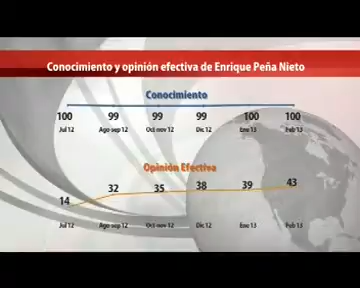 Conocimiento y opinión efectiva de Enrique Peña Nieto
Conocimiento
100 99 99 99 100 100
Jul 12 Ago-sep 12 Oct-nov 12 Dic 12 Ene 13 Feb 13
Opinión Efectiva
14 32 35 38 39 43
Jul 12 Ago-sep 12 Oct-nov 12 Dic 12 Ene 13 Feb 13